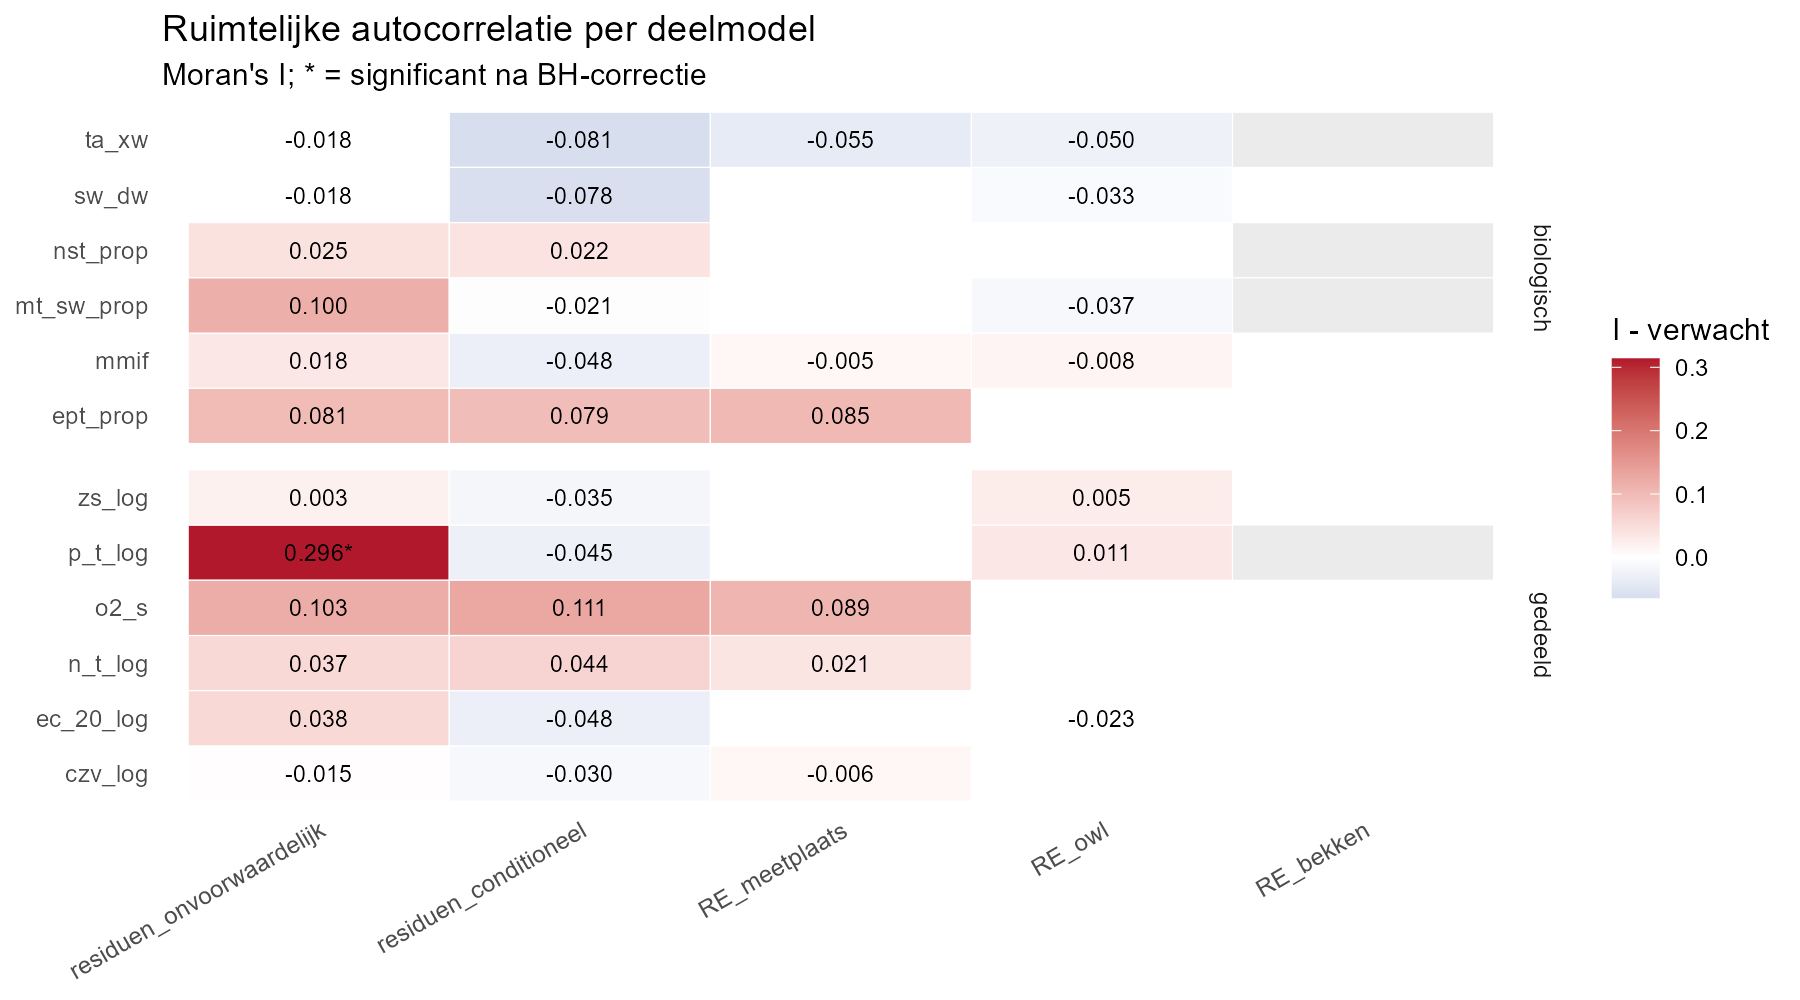 Ruimtelijke autocorrelatie per deelmodel
Moran's I; * = significant na BH-correctie
ta_xw -0.018 -0.081 -0.055 -0.050
sw_dw -0.018 -0.078 -0.033
nst_prop 0.025 0.022
mt_sw_prop 0.100 -0.021 -0.037
mmif 0.018 -0.048 -0.005 -0.008
ept_prop 0.081 0.079 0.085
biologisch
zs_log 0.003 -0.035 0.005
p_t_log 0.296* -0.045 0.011
o2_s 0.103 0.111 0.089
n_t_log 0.037 0.044 0.021
ec_20_log 0.038 -0.048 -0.023
czv_log -0.015 -0.030 -0.006
gedeeld
residuen_onvoorwaardelijk
residuen_conditioneel
RE_meetplaats
RE_owl
RE_bekken
I - verwacht
0.3
0.2
0.1
0.0